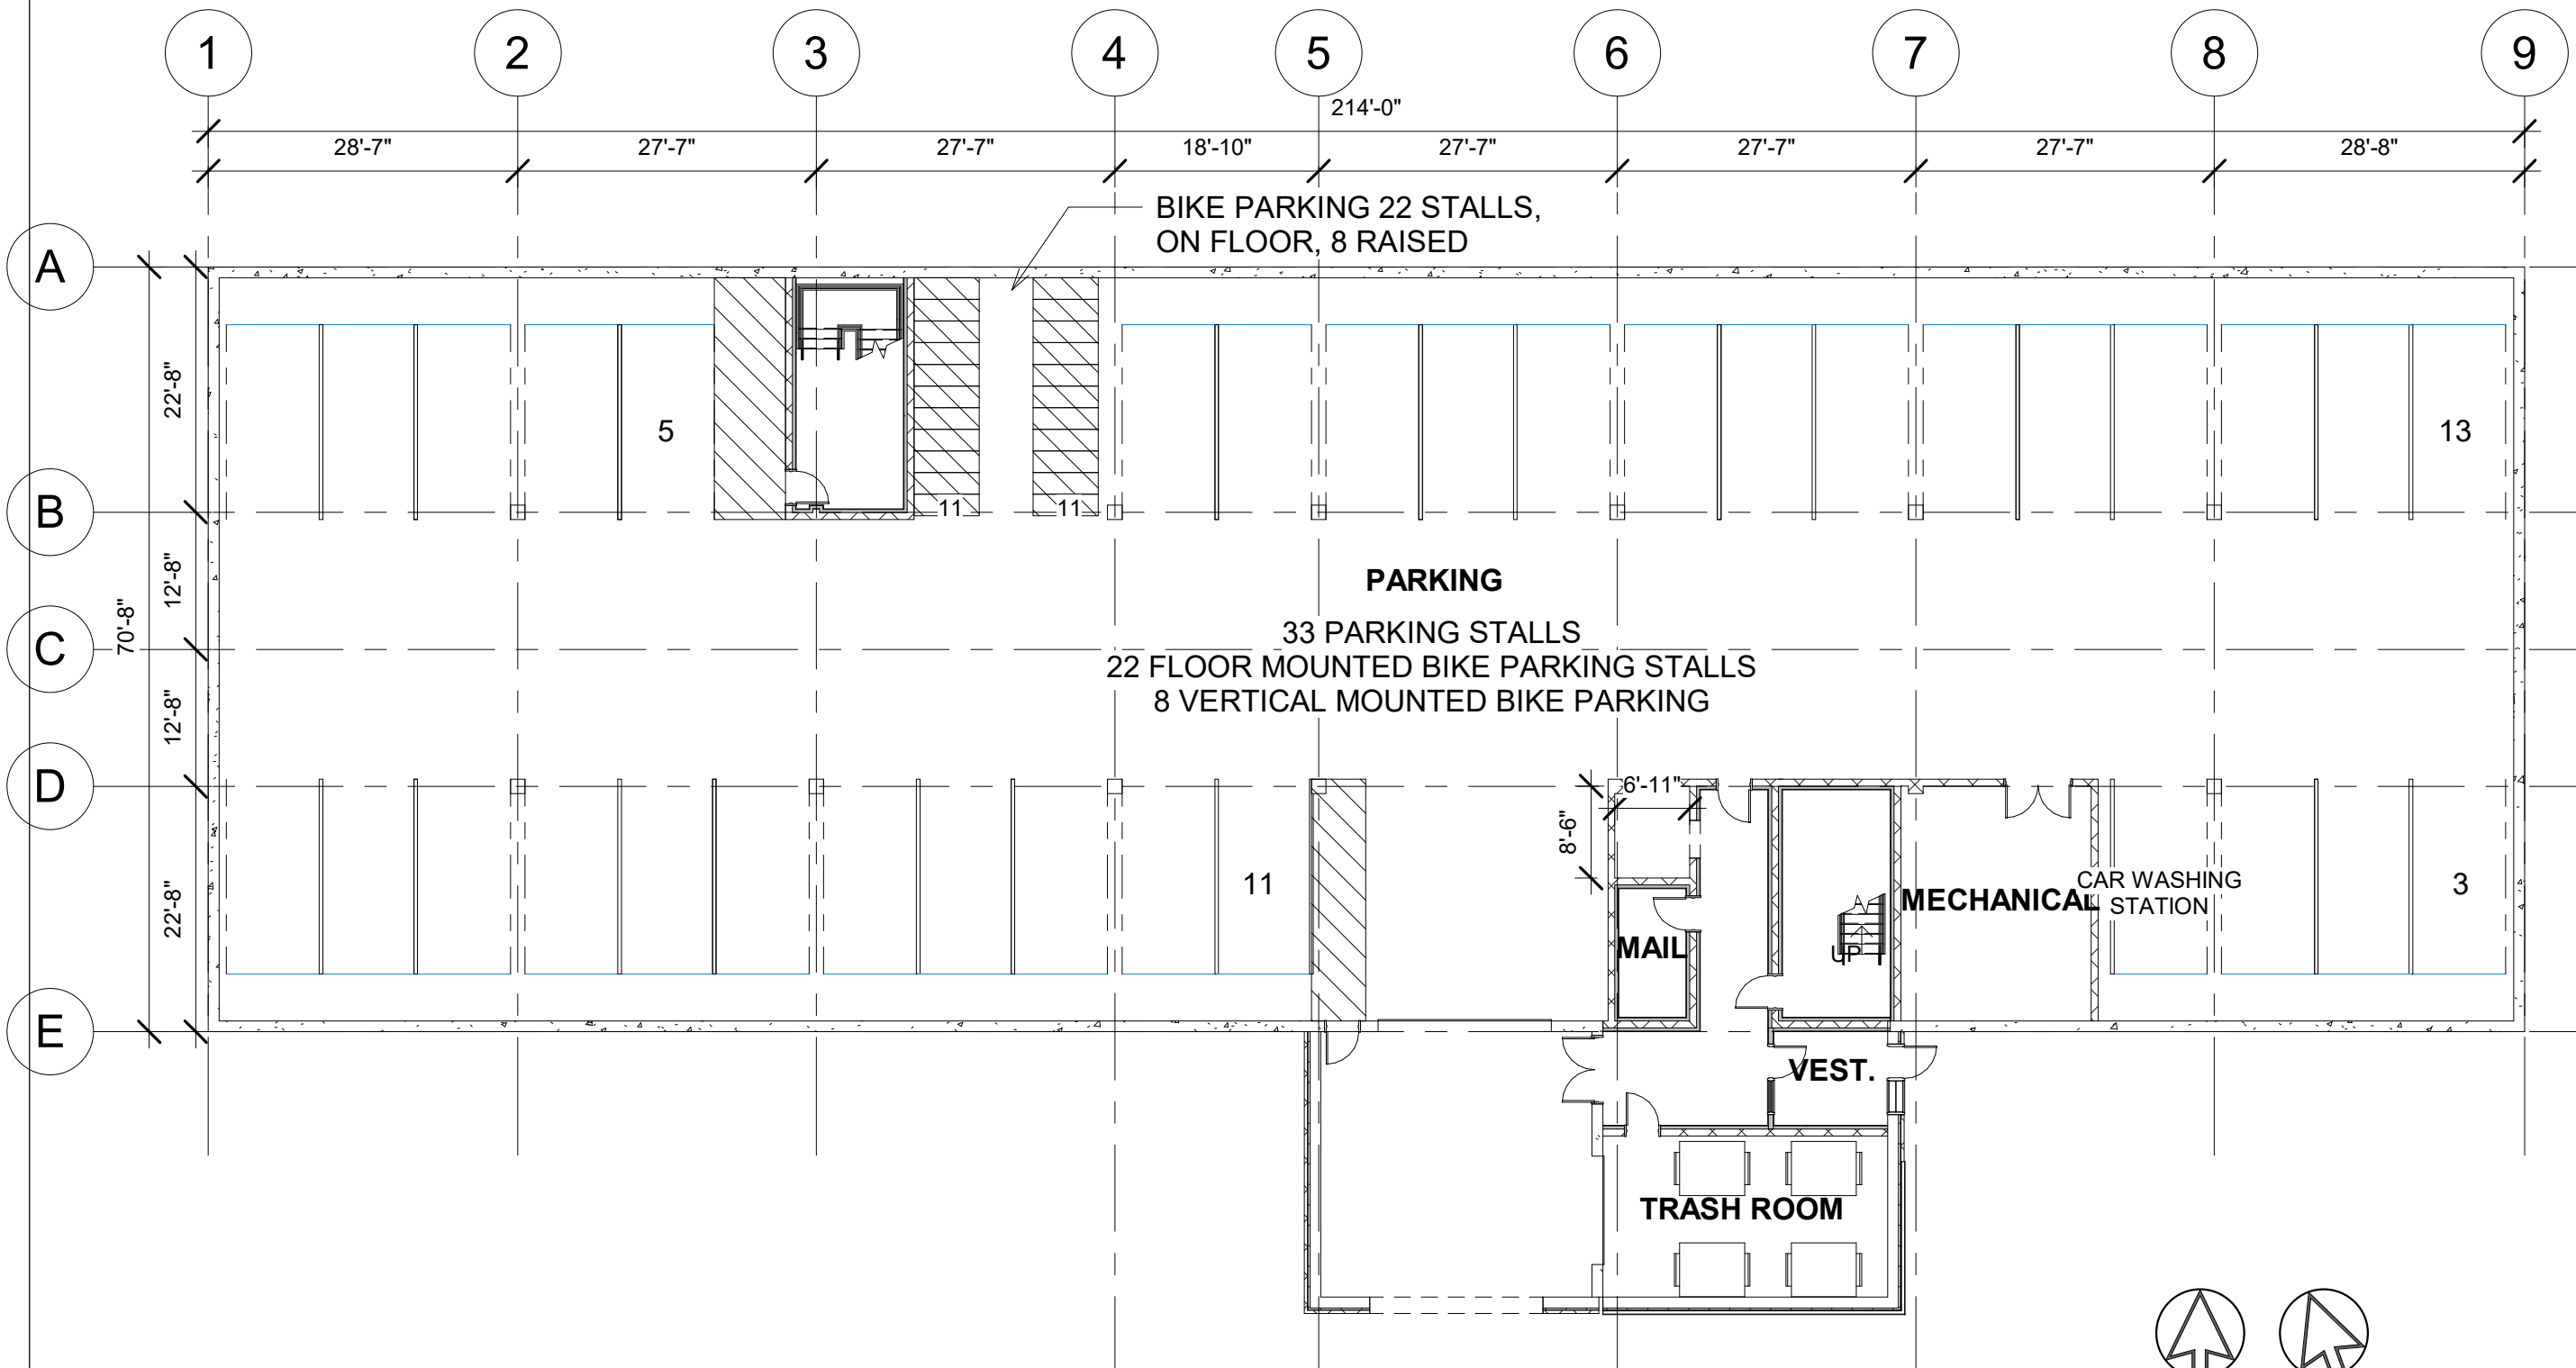 1 2 3 4 5 6 7 8 9
214'-0"
28'-7" 27'-7" 27'-7" 18'-10" 27'-7" 27'-7" 27'-7" 28'-8"
BIKE PARKING 22 STALLS,
ON FLOOR, 8 RAISED
A
22'-8"
5
13
B
11 11
12'-8"
PARKING
70'-8"
33 PARKING STALLS
C
22 FLOOR MOUNTED BIKE PARKING STALLS
8 VERTICAL MOUNTED BIKE PARKING
12'-8"
D
6'-11"
8'-6"
22'-8"
11
CAR WASHING
STATION
3
MECHANICAL
MAIL
UP
E
VEST.
TRASH ROOM